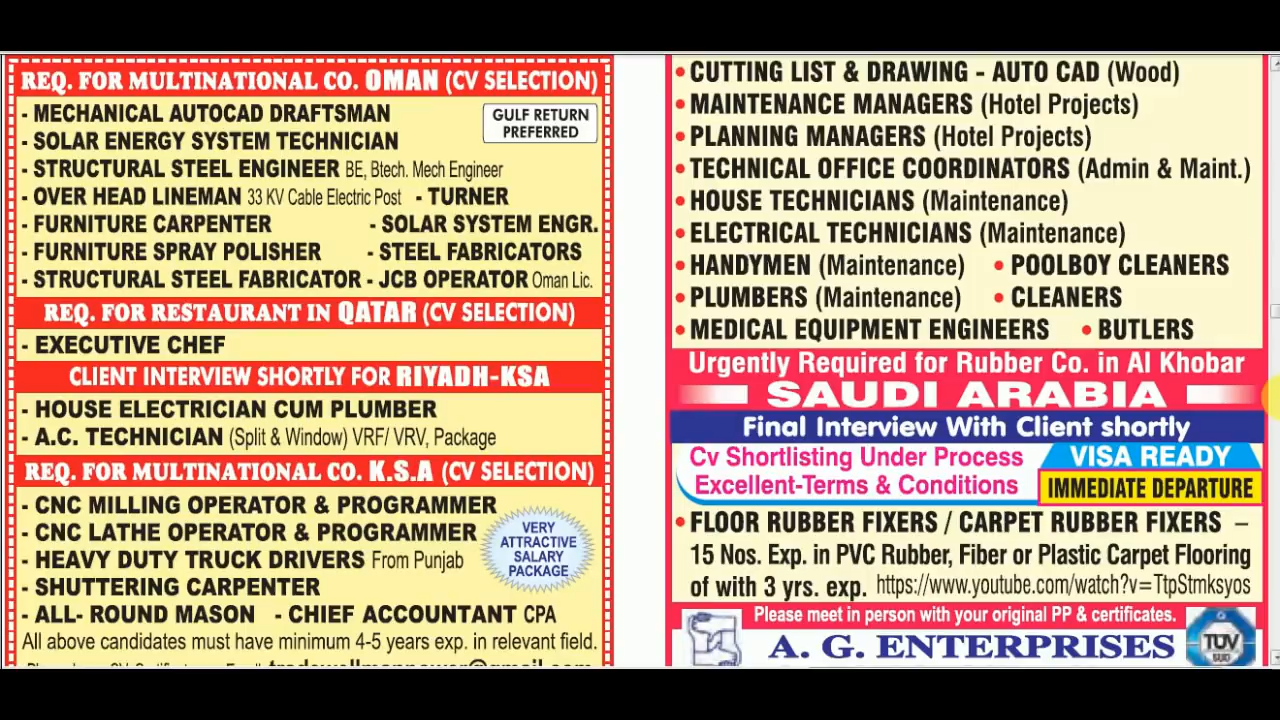 REQ. FOR MULTINATIONAL CO. OMAN (CV SELECTION)
- MECHANICAL AUTOCAD DRAFTSMAN
GULF RETURN
PREFERRED
- SOLAR ENERGY SYSTEM TECHNICIAN
- STRUCTURAL STEEL ENGINEER BE, Btech. Mech Engineer
- OVER HEAD LINEMAN 33 KV Cable Electric Post - TURNER
- FURNITURE CARPENTER - SOLAR SYSTEM ENGR.
- FURNITURE SPRAY POLISHER - STEEL FABRICATORS
- STRUCTURAL STEEL FABRICATOR - JCB OPERATOR Oman Lic.
REQ. FOR RESTAURANT IN QATAR (CV SELECTION)
- EXECUTIVE CHEF
CLIENT INTERVIEW SHORTLY FOR RIYADH-KSA
- HOUSE ELECTRICIAN CUM PLUMBER
- A.C. TECHNICIAN (Split & Window) VRF/ VRV, Package
REQ. FOR MULTINATIONAL CO. K.S.A (CV SELECTION)
- CNC MILLING OPERATOR & PROGRAMMER
- CNC LATHE OPERATOR & PROGRAMMER
- HEAVY DUTY TRUCK DRIVERS From Punjab
- SHUTTERING CARPENTER
VERY
ATTRACTIVE
SALARY
PACKAGE
- ALL- ROUND MASON - CHIEF ACCOUNTANT CPA
All above candidates must have minimum 4-5 years exp. in relevant field.
tradewellmanpower@gmail.com
• CUTTING LIST & DRAWING - AUTO CAD (Wood)
• MAINTENANCE MANAGERS (Hotel Projects)
• PLANNING MANAGERS (Hotel Projects)
• TECHNICAL OFFICE COORDINATORS (Admin & Maint.)
• HOUSE TECHNICIANS (Maintenance)
• ELECTRICAL TECHNICIANS (Maintenance)
• HANDYMEN (Maintenance) • POOLBOY CLEANERS
• PLUMBERS (Maintenance) • CLEANERS
• MEDICAL EQUIPMENT ENGINEERS • BUTLERS
Urgently Required for Rubber Co. in Al Khobar
SAUDI ARABIA
Final Interview With Client shortly
Cv Shortlisting Under Process
Excellent-Terms & Conditions
VISA READY
IMMEDIATE DEPARTURE
• FLOOR RUBBER FIXERS / CARPET RUBBER FIXERS –
15 Nos. Exp. in PVC Rubber, Fiber or Plastic Carpet Flooring
of with 3 yrs. exp. https://www.youtube.com/watch?v=TtpStmksyos
Please meet in person with your original PP & certificates.
A. G. ENTERPRISES
TUV
SUD